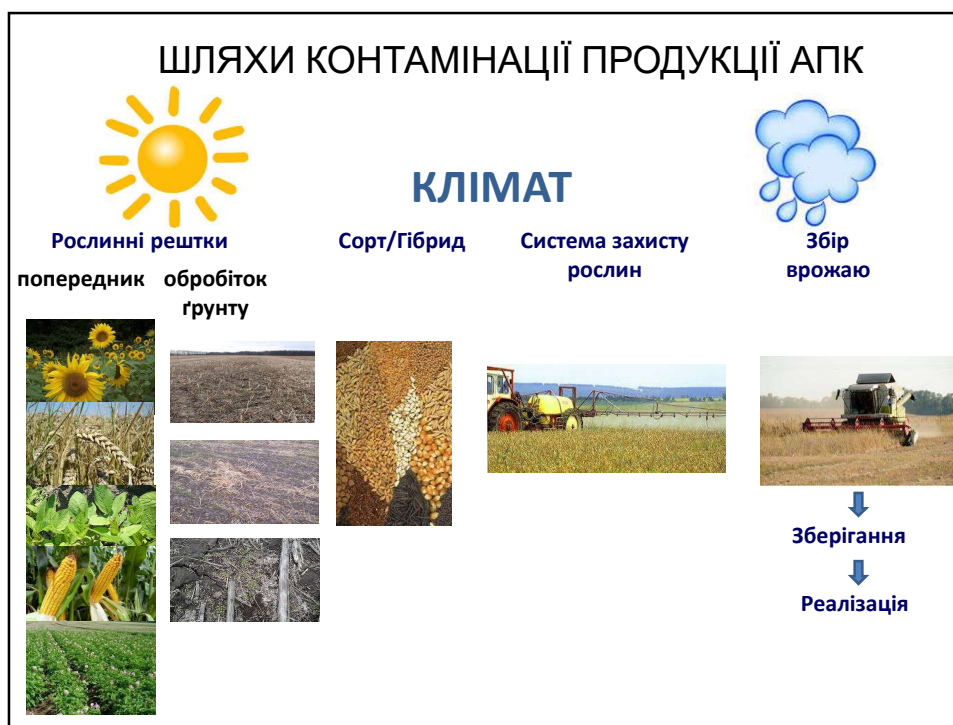 ШЛЯХИ КОНТАМІНАЦІЇ ПРОДУКЦІЇ АПК
КЛІМАТ
Рослинні рештки
попередник
обробіток
ґрунту
Сорт/Гібрид
Система захисту
рослин
Збір
врожаю
Зберігання
Реалізація